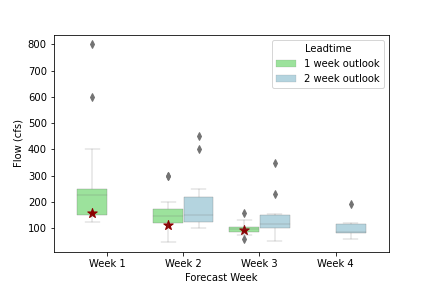 Leadtime
1 week outlook
2 week outlook
Flow (cfs)
800
700
600
500
400
300
200
100
Week 1 Week 2 Week 3 Week 4
Forecast Week